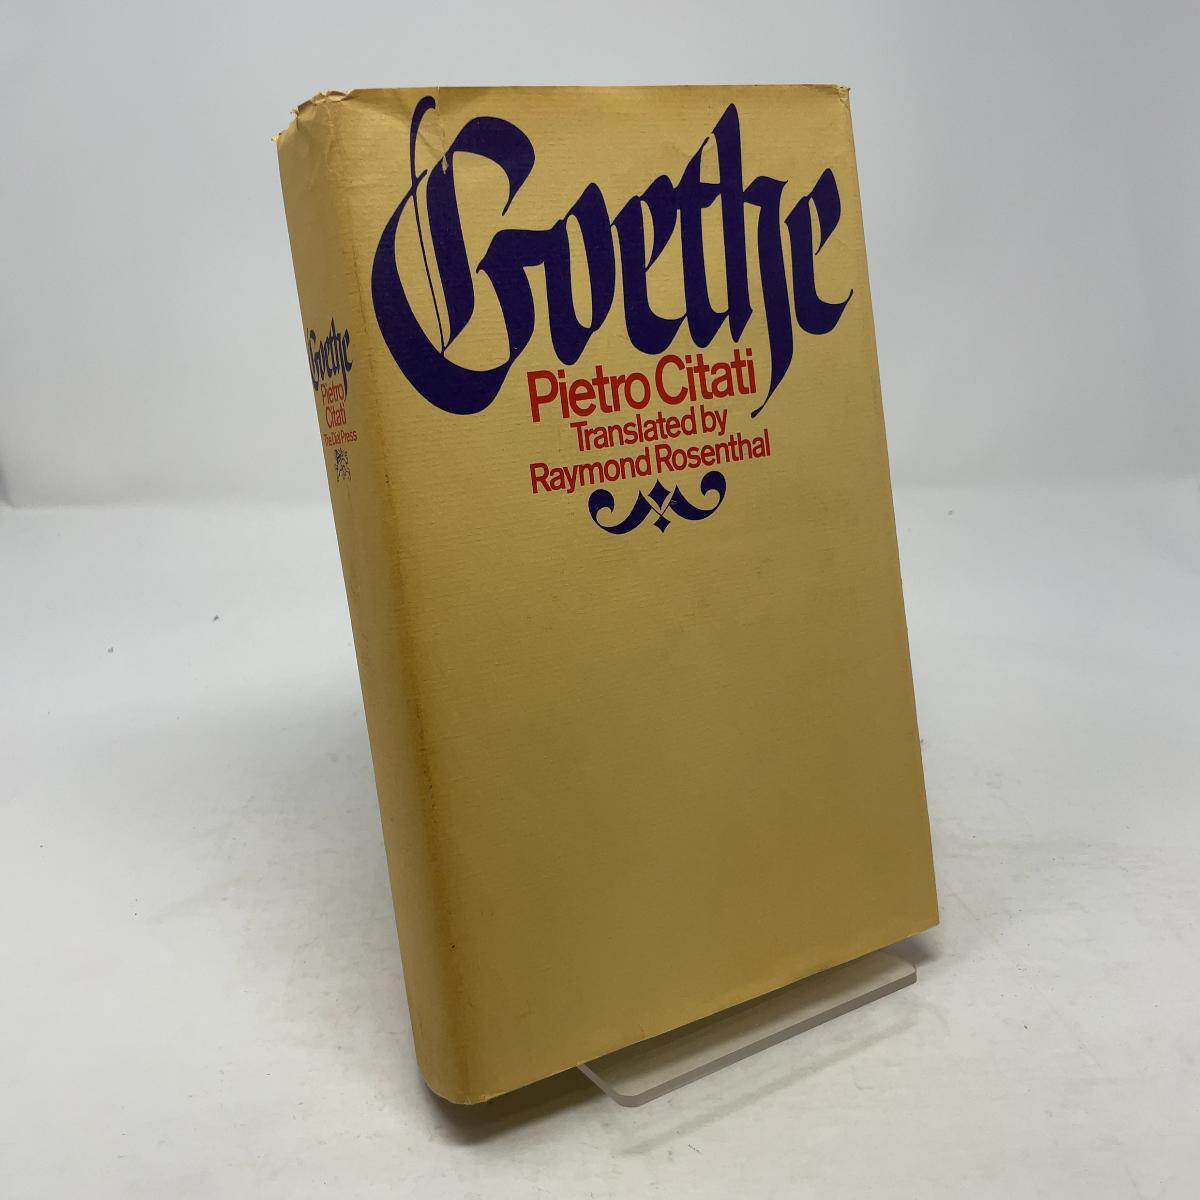 Goethe
Pietro Citati
Translated by
Raymond Rosenthal
Goethe
Pietro
Citati
The Dial Press